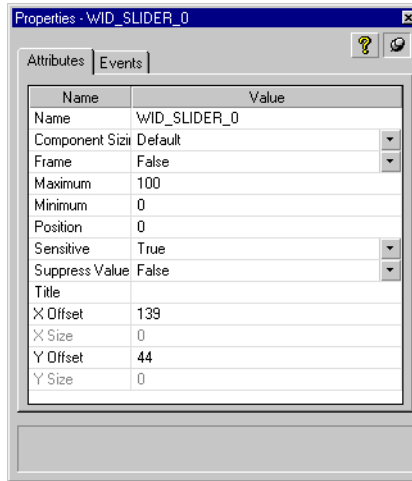 Properties - WID_SLIDER_0
Attributes Events
Name Value
Name WID_SLIDER_0
Component Sizi Default
Frame False
Maximum 100
Minimum 0
Position 0
Sensitive True
Suppress Value False
Title
X Offset 139
X Size 0
Y Offset 44
Y Size 0